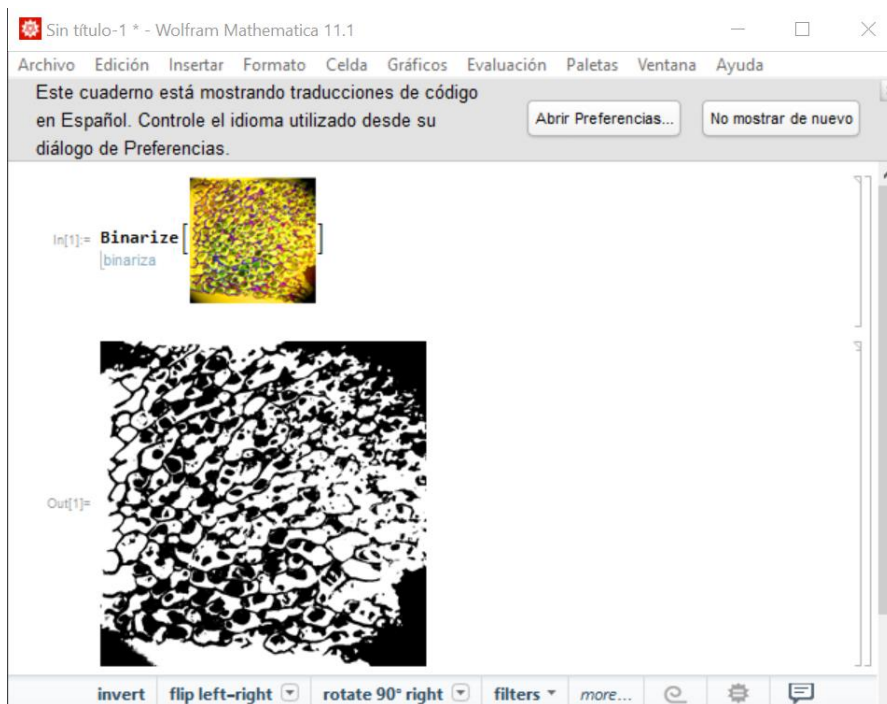 Sin título-1 * - Wolfram Mathematica 11.1
Archivo Edición Insertar Formato Celda Gráficos Evaluación Paletas Ventana Ayuda
Este cuaderno está mostrando traducciones de código
en Español. Controle el idioma utilizado desde su
diálogo de Preferencias.
Abrir Preferencias...
No mostrar de nuevo
In[1]:= Binarize[ ]
binariza
Out[1]=
invert flip left-right rotate 90° right filters more...